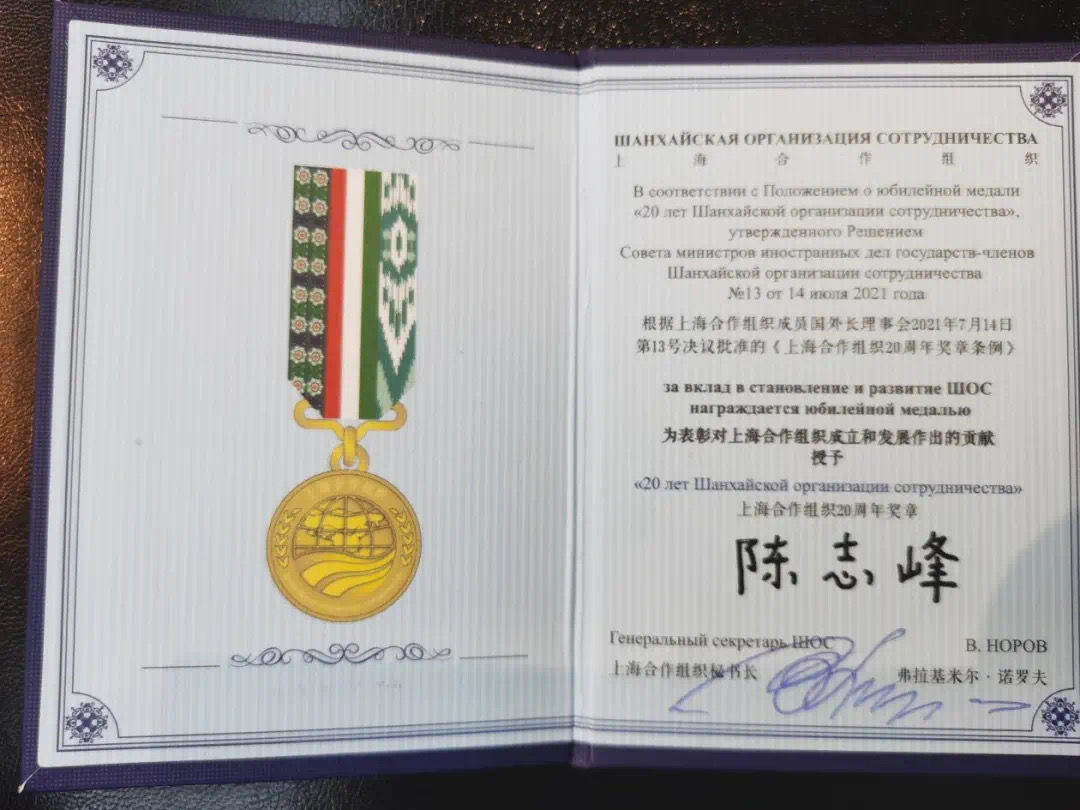 ШАНХАЙСКАЯ ОРГАНИЗАЦИЯ СОТРУДНИЧЕСТВА
上海合作组织
В соответствии с Положением о юбилейной медали
«20 лет Шанхайской организации сотрудничества»,
утвержденного Решением
Совета министров иностранных дел государств-членов
Шанхайской организации сотрудничества
№13 от 14 июля 2021 года
根据上海合作组织成员国外长理事会2021年7月14日
第13号决议批准的《上海合作组织20周年奖章条例》
за вклад в становление и развитие ШОС
награждается юбилейной медалью
为表彰对上海合作组织成立和发展作出的贡献
授予
«20 лет Шанхайской организации сотрудничества»
上海合作组织20周年奖章
陈志峰
Генеральный секретарь ШОС В. НОРОВ
上海合作组织秘书长 弗拉基米尔·诺罗夫